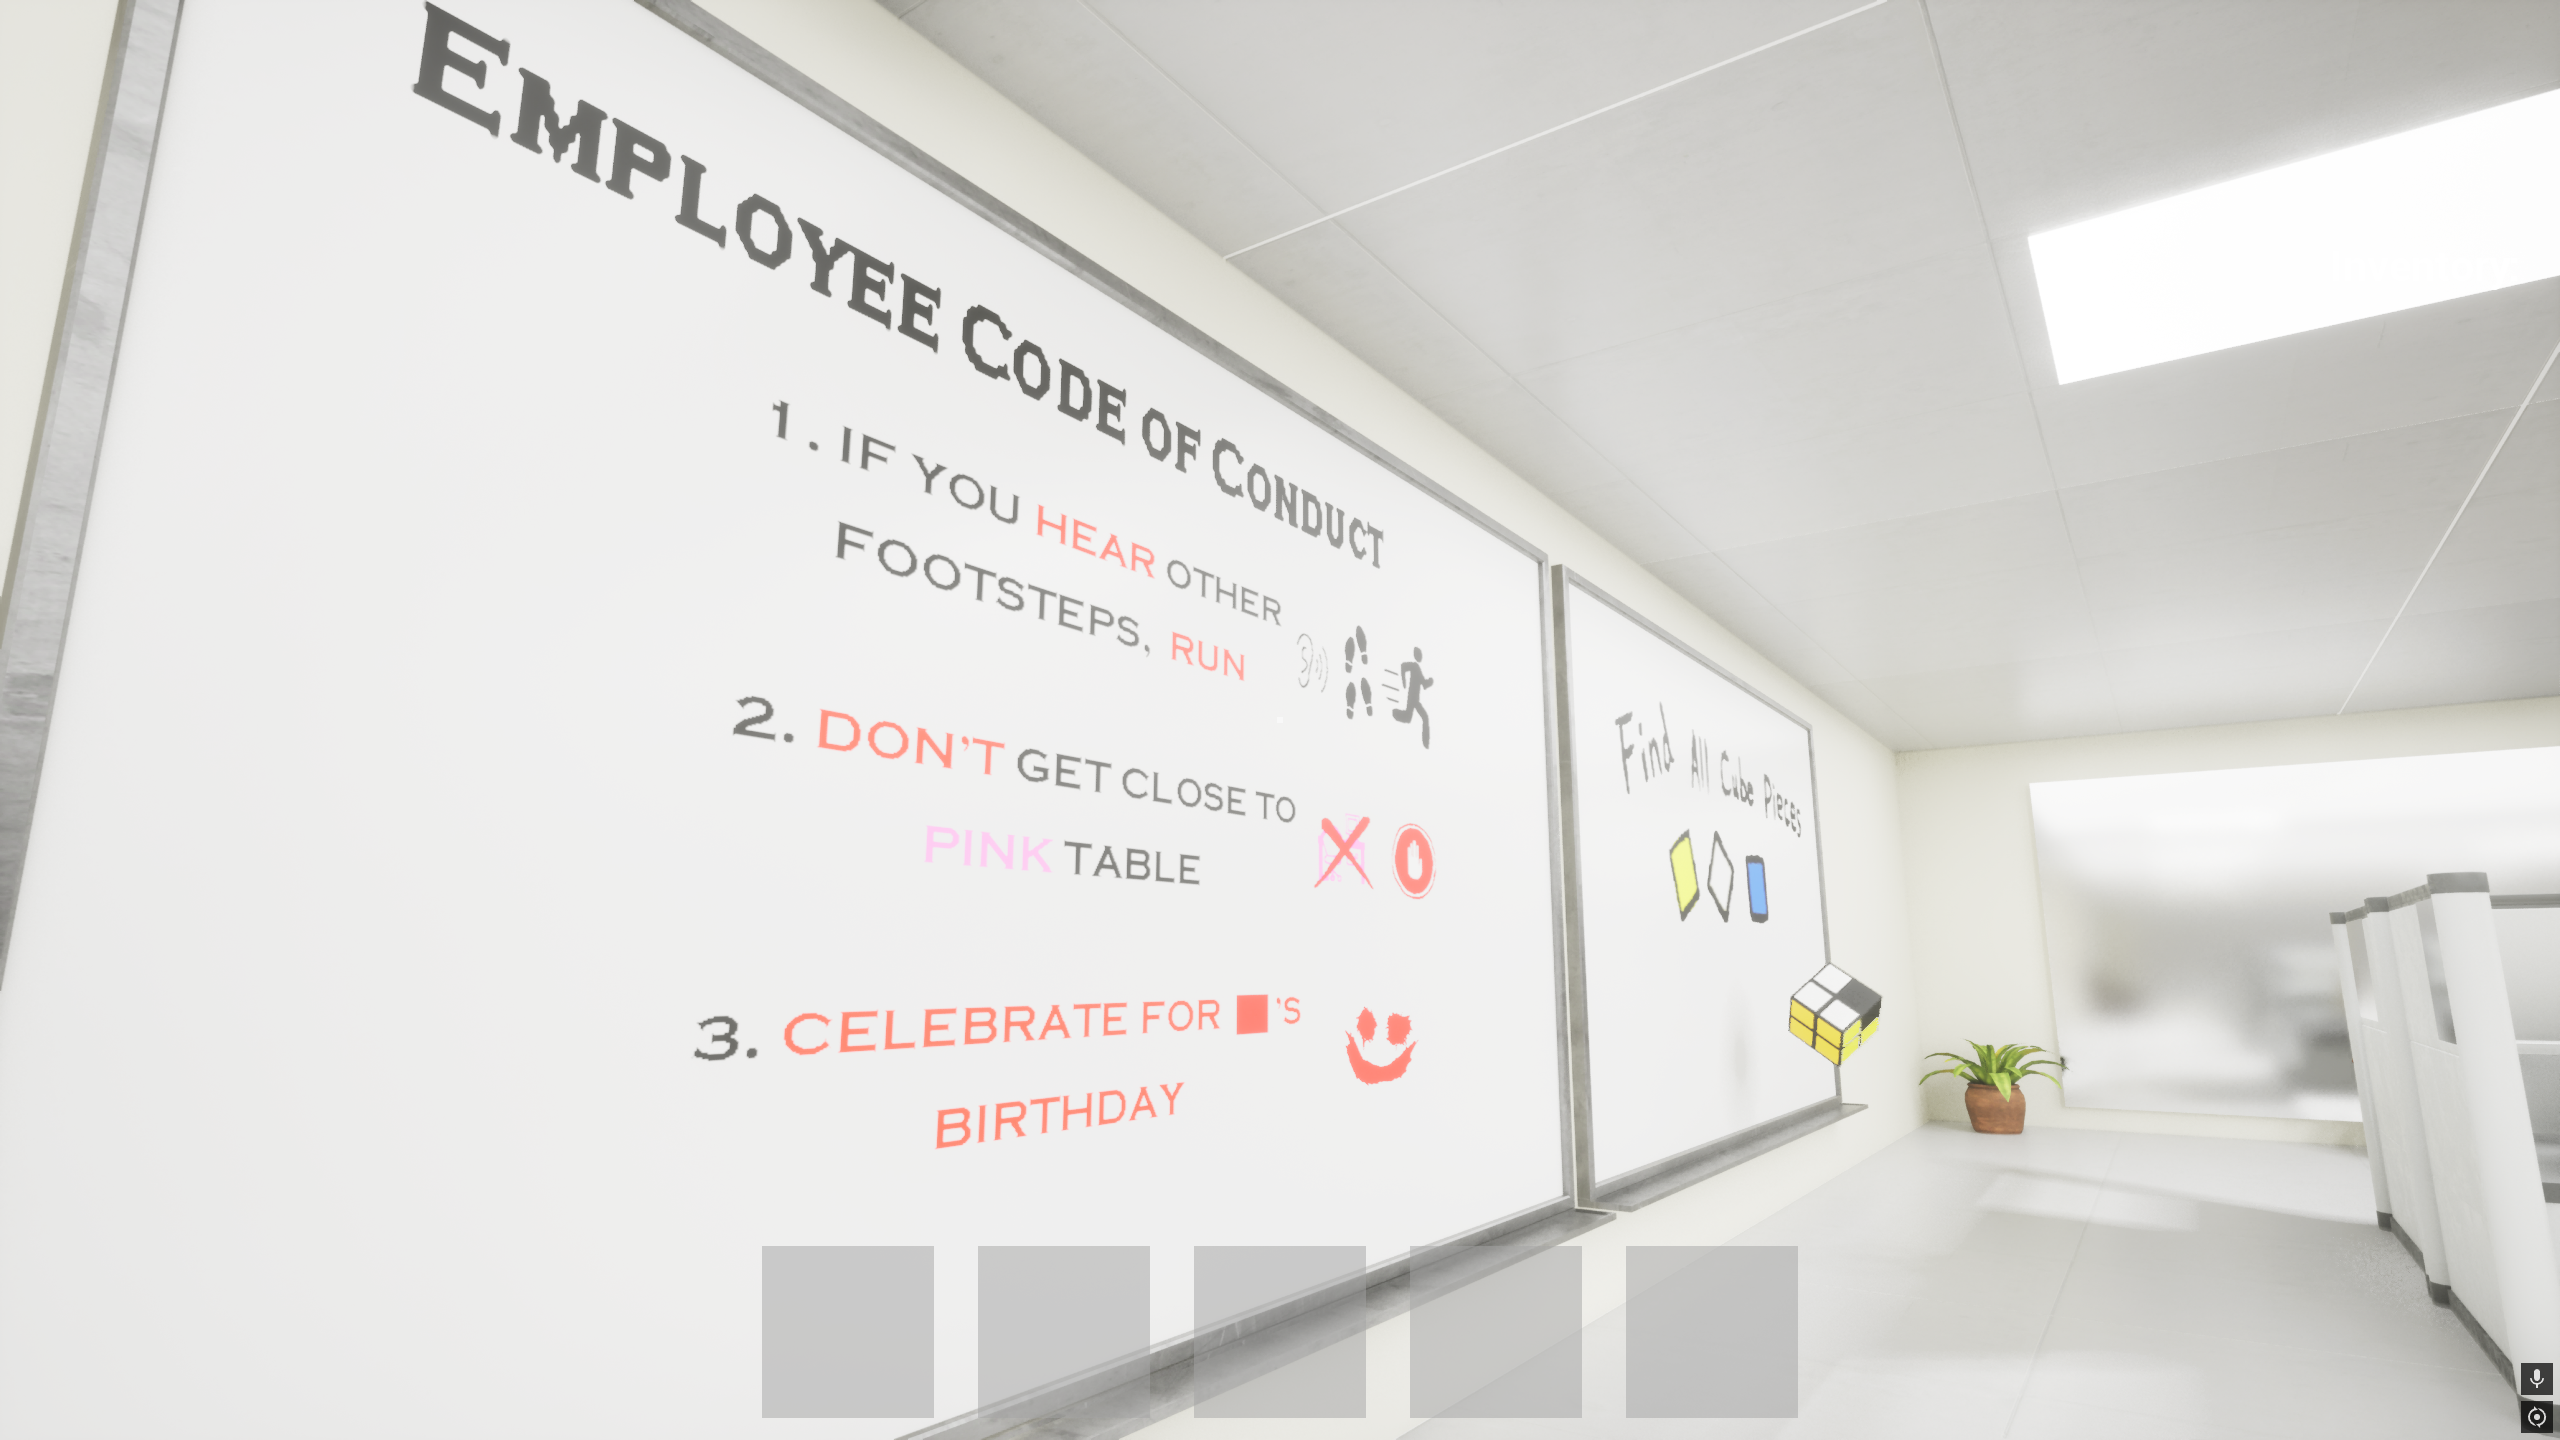 EMPLOYEE CODE OF CONDUCT
1. IF YOU HEAR OTHER
FOOTSTEPS, RUN
2. DON'T GET CLOSE TO
PINK TABLE
3. CELEBRATE FOR ■'S
BIRTHDAY
Find All Cube Pieces